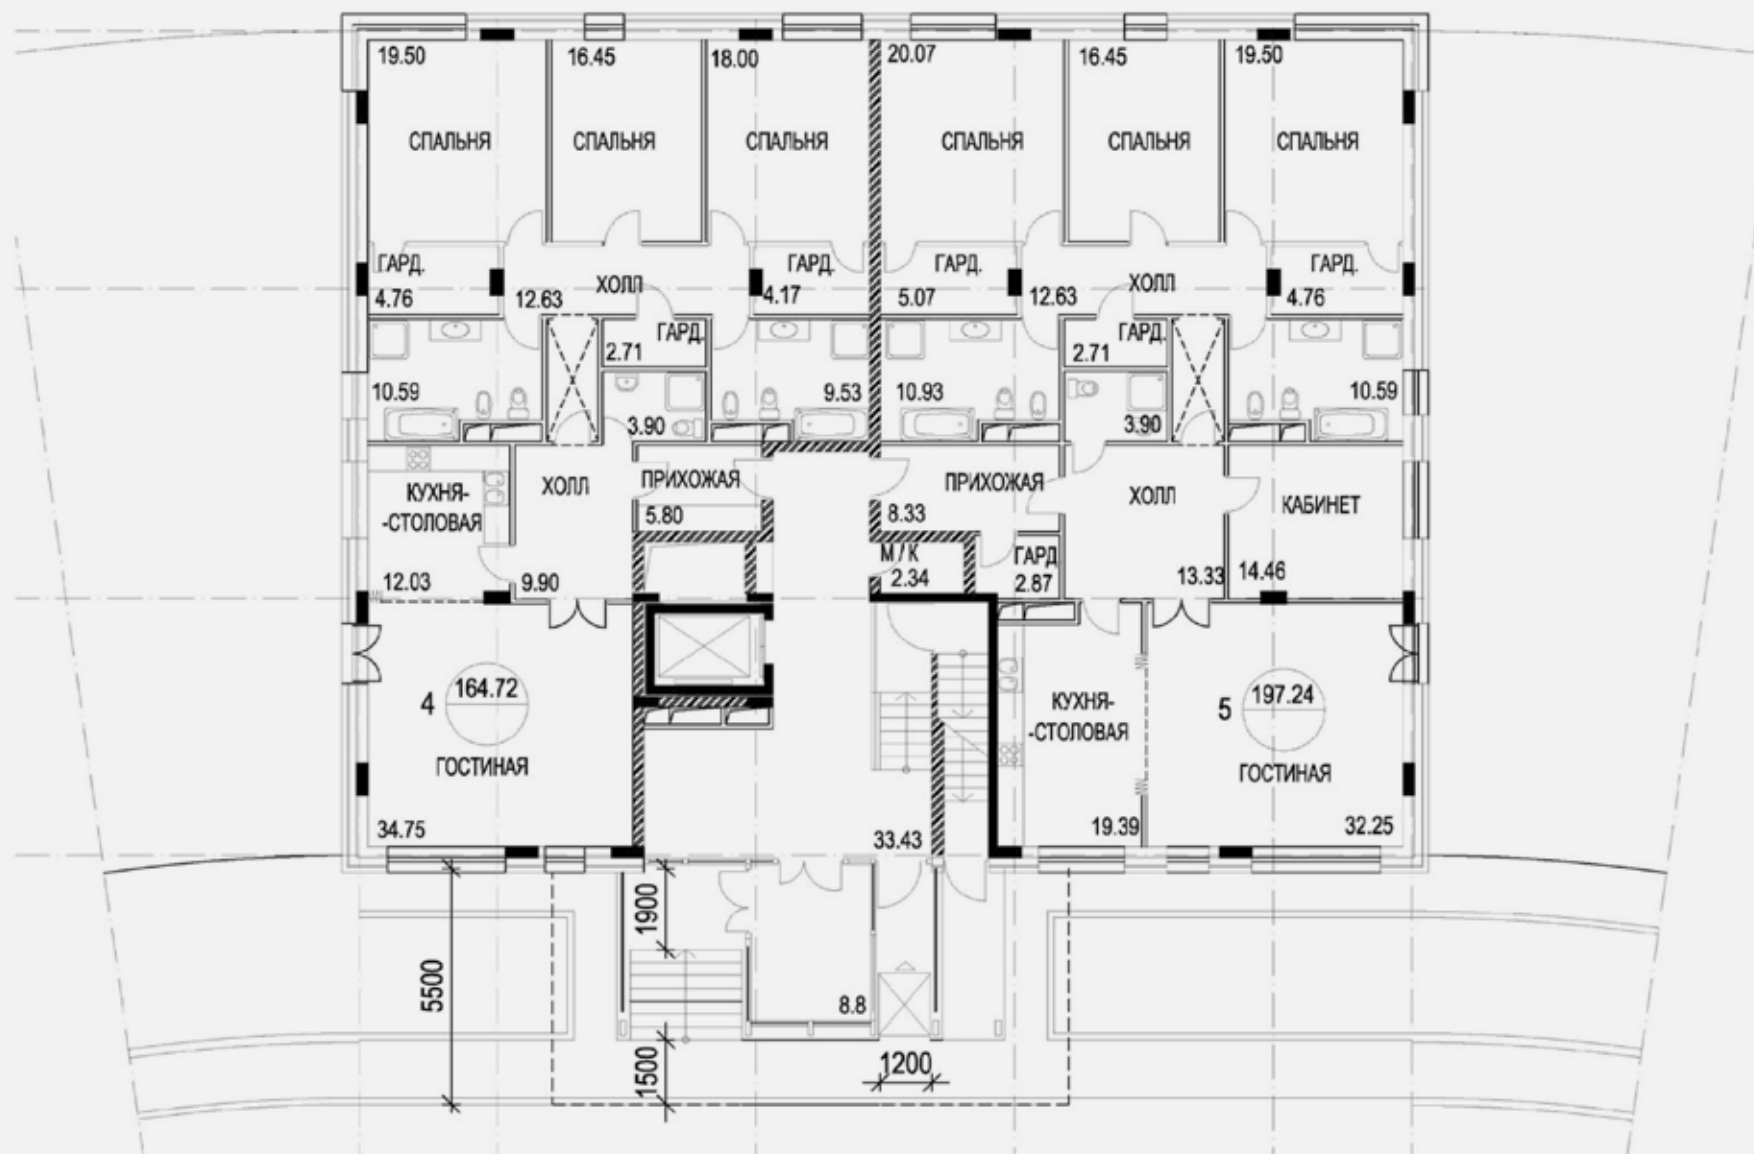 19.50
16.45
18.00
20.07
16.45
19.50
СПАЛЬНЯ
СПАЛЬНЯ
СПАЛЬНЯ
СПАЛЬНЯ
СПАЛЬНЯ
СПАЛЬНЯ
ГАРД.
4.76
12.63
ХОЛЛ
ГАРД.
4.17
ГАРД.
5.07
12.63
ХОЛЛ
ГАРД.
4.76
ГАРД.
2.71
ГАРД.
2.71
10.59
3.90
9.53
10.93
3.90
10.59
КУХНЯ-
-СТОЛОВАЯ
12.03
ХОЛЛ
9.90
ПРИХОЖАЯ
5.80
ПРИХОЖАЯ
8.33
М / К
2.34
ГАРД
2.87
ХОЛЛ
13.33
КАБИНЕТ
14.46
4
164.72
ГОСТИНАЯ
34.75
33.43
КУХНЯ-
-СТОЛОВАЯ
19.39
5
197.24
ГОСТИНАЯ
32.25
1900
5500
8.8
1500
1200